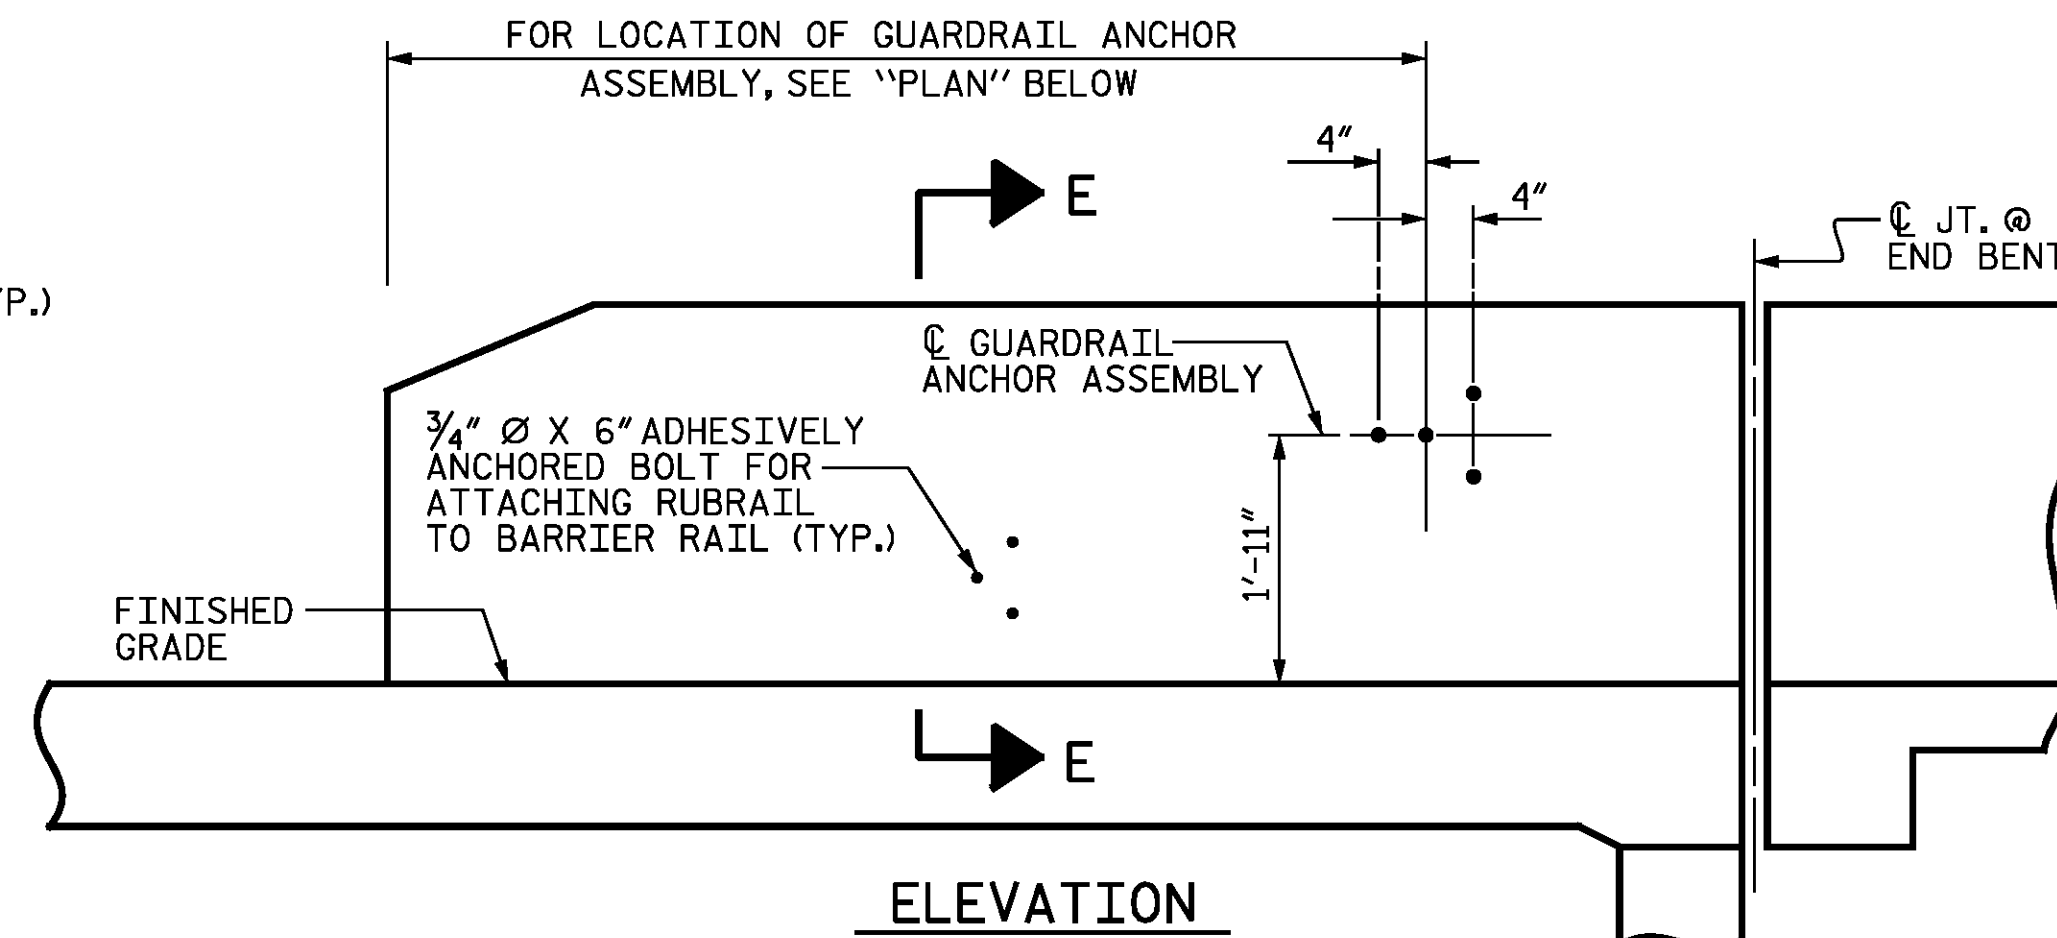 FOR LOCATION OF GUARDRAIL ANCHOR
ASSEMBLY, SEE "PLAN" BELOW
4"
4"
E
℄ JT. @
END BENT
YP.)
℄ GUARDRAIL
ANCHOR ASSEMBLY
3/4" Ø X 6" ADHESIVELY
ANCHORED BOLT FOR
ATTACHING RUBRAIL
TO BARRIER RAIL (TYP.)
1'-11"
FINISHED
GRADE
E
ELEVATION